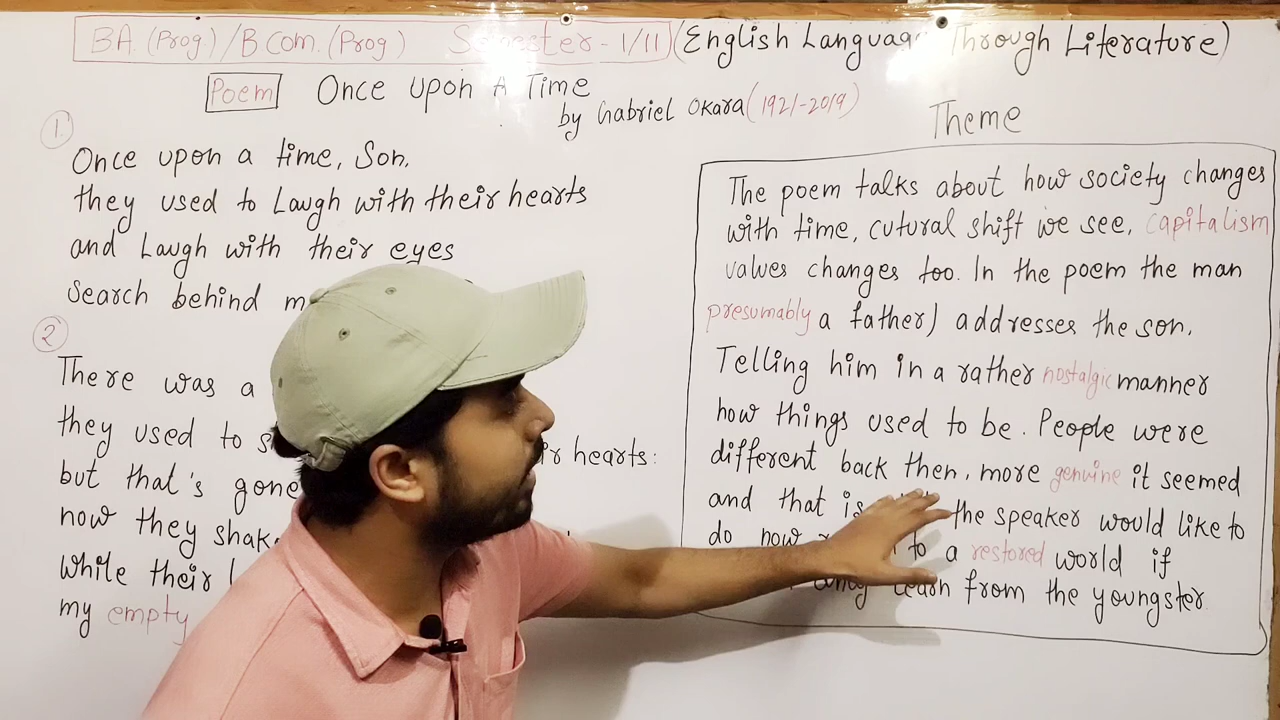 BA.(Prog)/B Com.(Prog) Semester-I/II (English Language Through Literature)
Poem Once Upon A Time
by Gabriel Okara (1921-2019)
1.
Once upon a time, Son,
they used to Laugh with their hearts
and Laugh with their eyes
Search behind
2
There was a
they used to hearts:
but that's gone
now they shake
while their
my empty
Theme
The poem talks about how society changes
with time, cutural shift we see, capitalism
values changes too. In the poem the man
presumably a father) addresses the son,
Telling him in a rather nostalgic manner
how things used to be. People were
different back then, more genuine it seemed
and that is the speaker would like to
do now to a restored world if
only learn from the youngster.